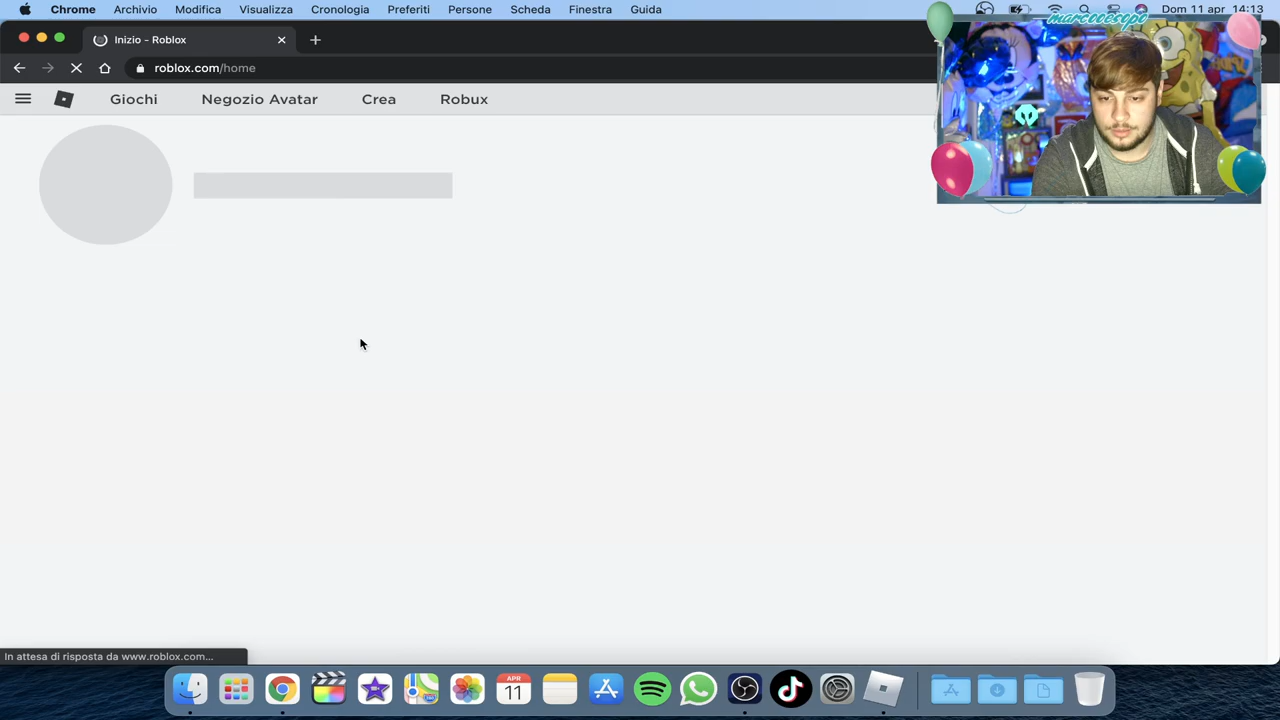 Chrome Archivio Modifica Visualizza Cronologia Preferiti Persone Scheda Finestra Guida Dom 11 apr 14:13
marcooesopo
Inizio - Roblox
roblox.com/home
Giochi Negozio Avatar Crea Robux
In attesa di risposta da www.roblox.com...
APR
11